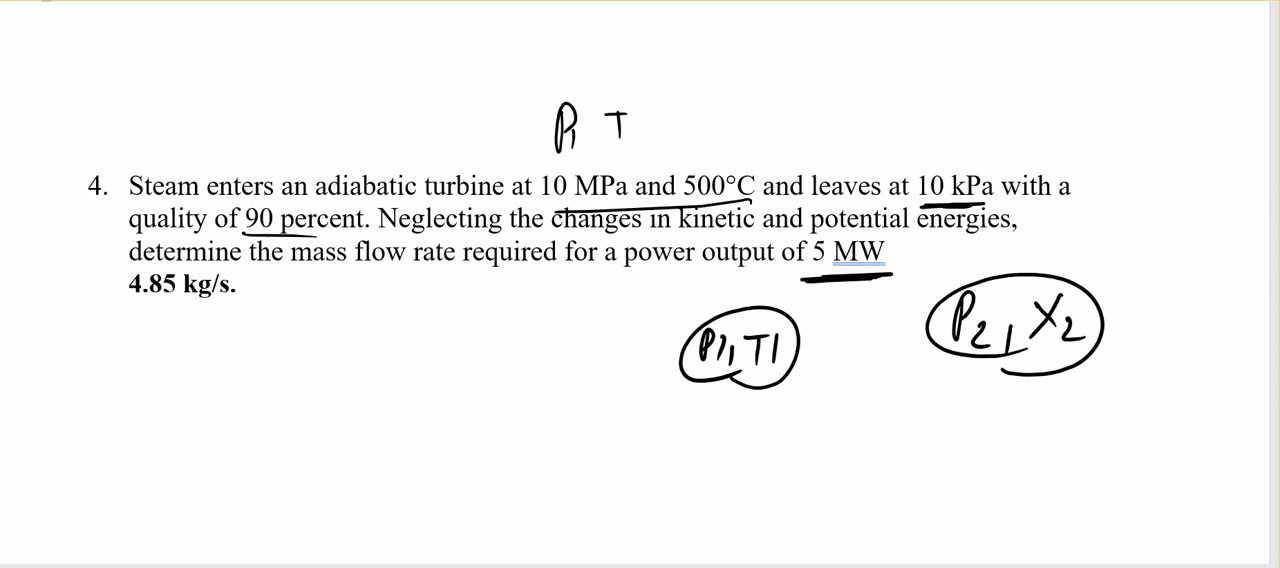 P1 T
4. Steam enters an adiabatic turbine at 10 MPa and 500°C and leaves at 10 kPa with a
quality of 90 percent. Neglecting the changes in kinetic and potential energies,
determine the mass flow rate required for a power output of 5 MW
4.85 kg/s.
P1, T1
P2, X2